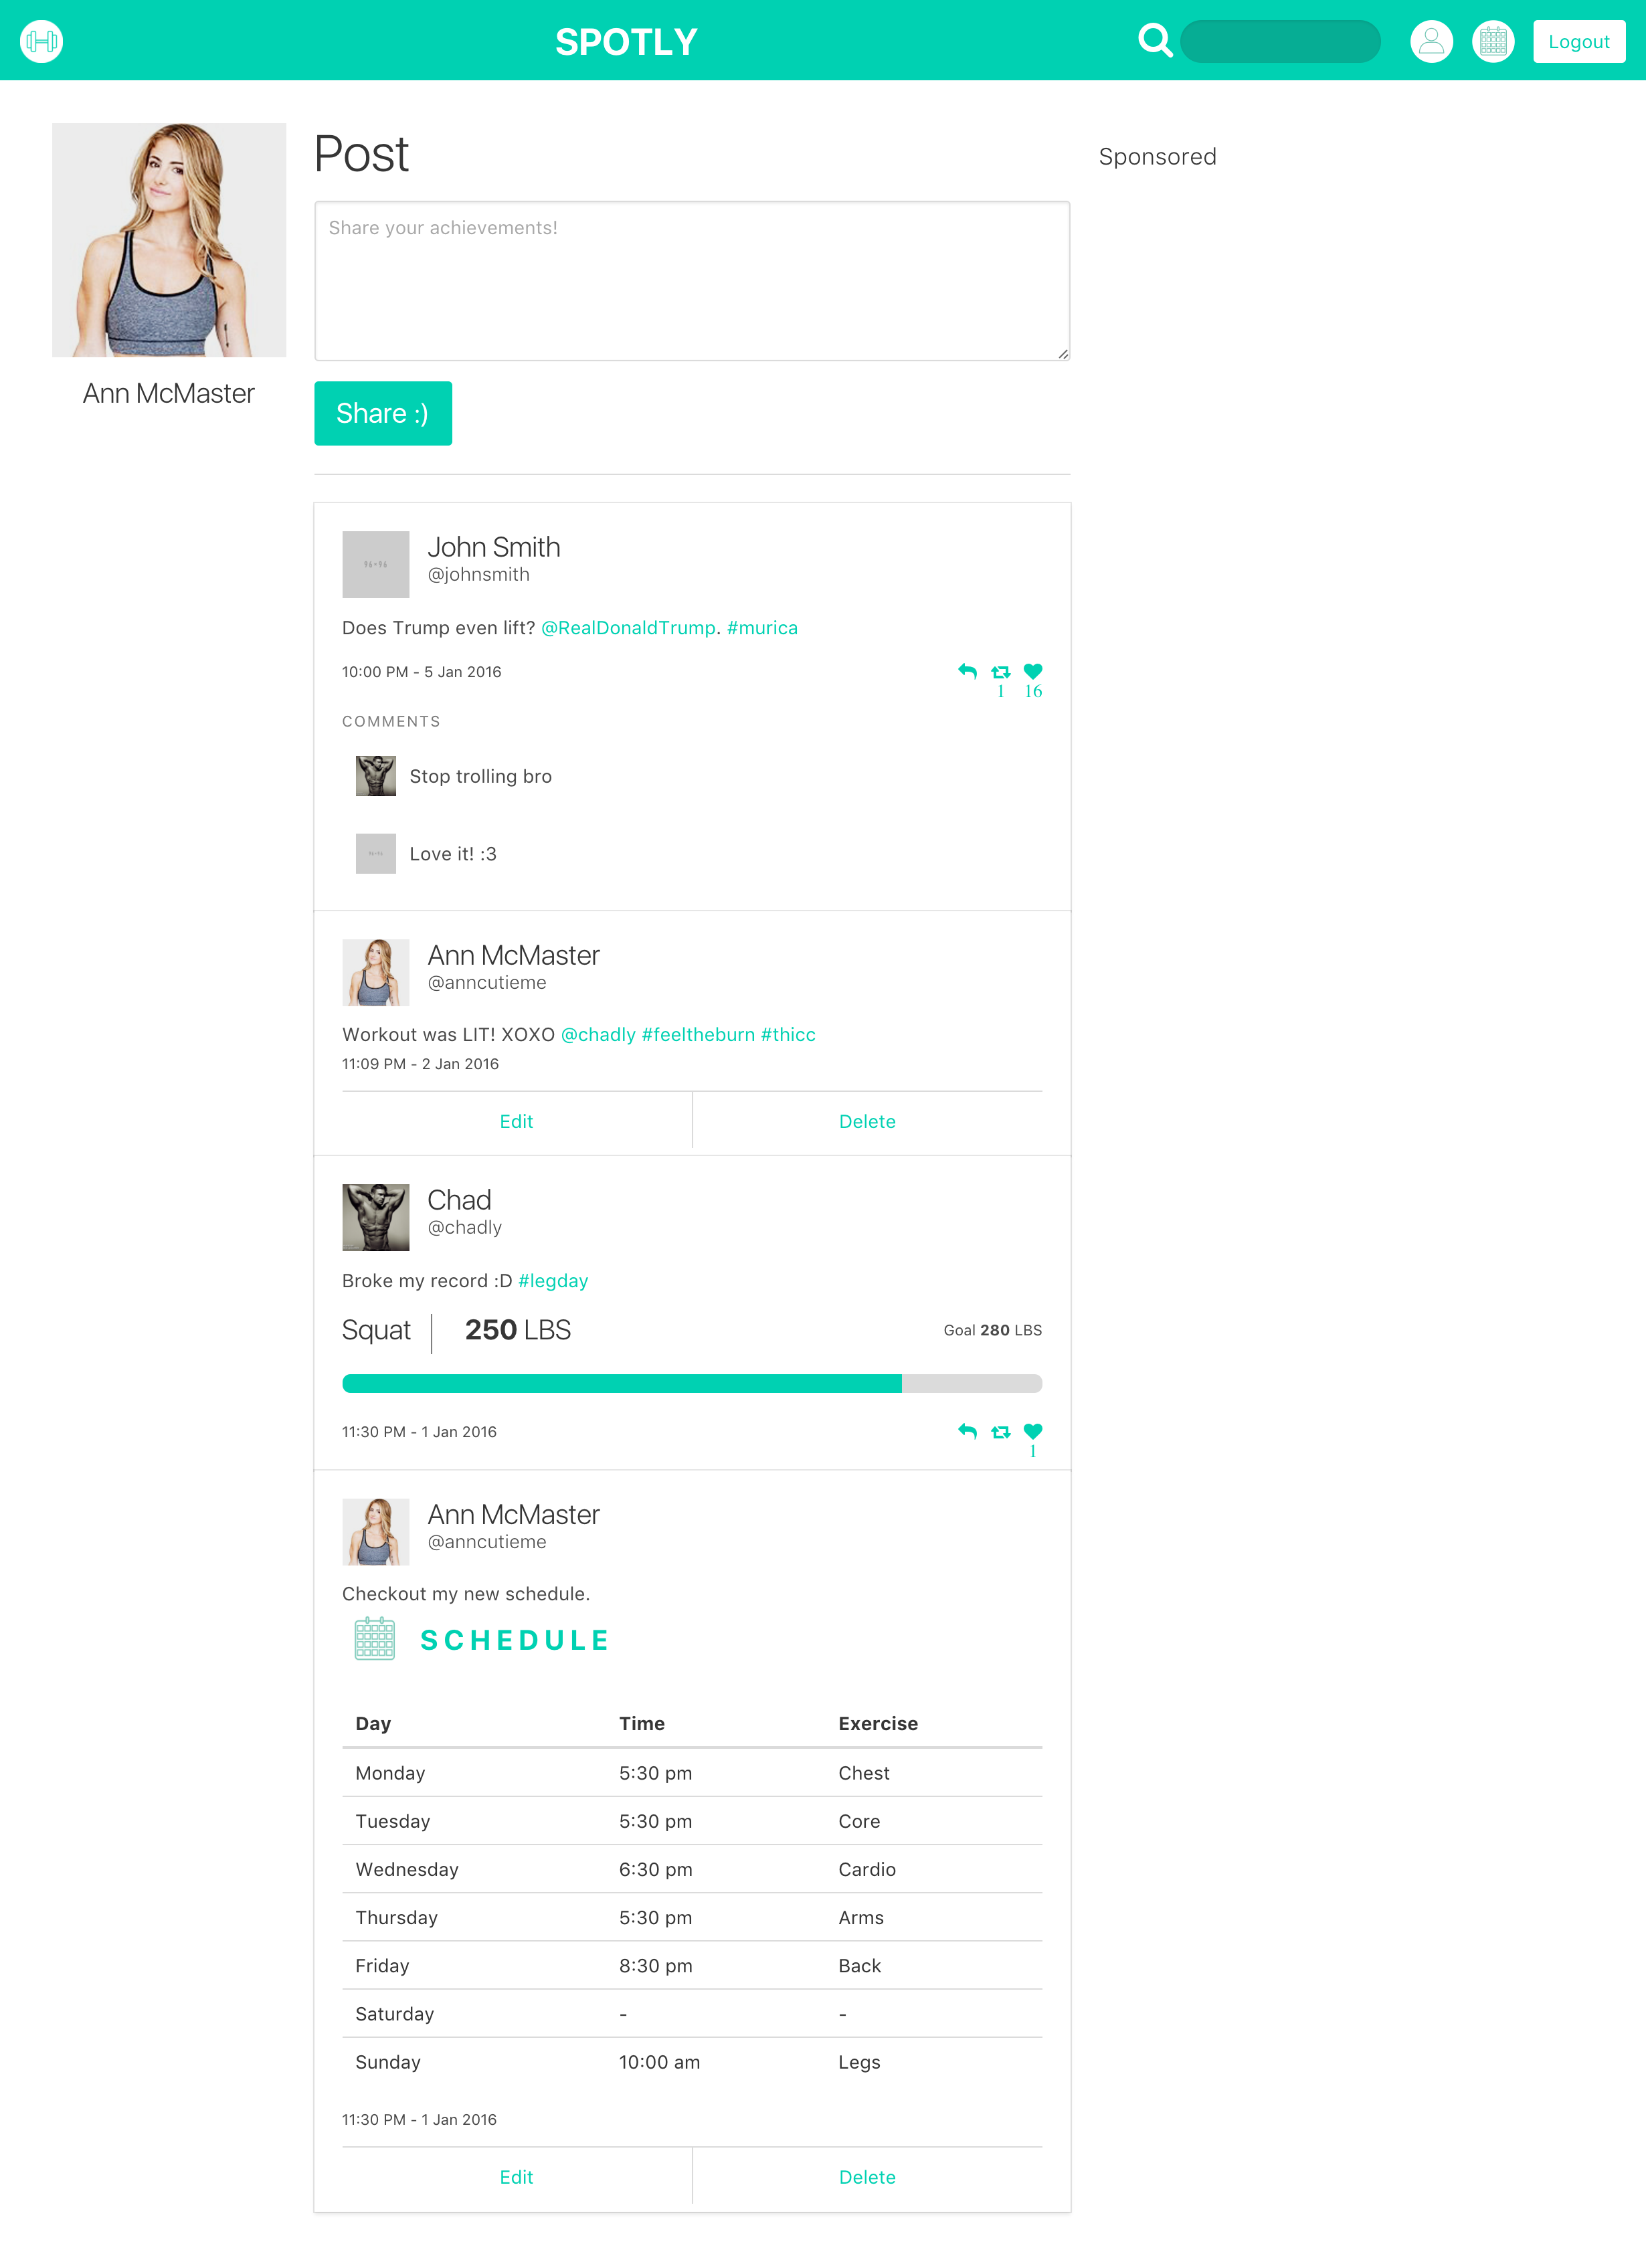 SPOTLY
Logout
Ann McMaster
Post
Share your achievements!
Share :)
Sponsored
John Smith
@johnsmith
Does Trump even lift? @RealDonaldTrump. #murica
10:00 PM - 5 Jan 2016
1 16
COMMENTS
Stop trolling bro
Love it! :3
Ann McMaster
@anncutieme
Workout was LIT! XOXO @chadly #feeltheburn #thicc
11:09 PM - 2 Jan 2016
Edit Delete
Chad
@chadly
Broke my record :D #legday
Squat 250 LBS Goal 280 LBS
11:30 PM - 1 Jan 2016
1
Ann McMaster
@anncutieme
Checkout my new schedule.
SCHEDULE
Day Time Exercise
Monday 5:30 pm Chest
Tuesday 5:30 pm Core
Wednesday 6:30 pm Cardio
Thursday 5:30 pm Arms
Friday 8:30 pm Back
Saturday - -
Sunday 10:00 am Legs
11:30 PM - 1 Jan 2016
Edit Delete